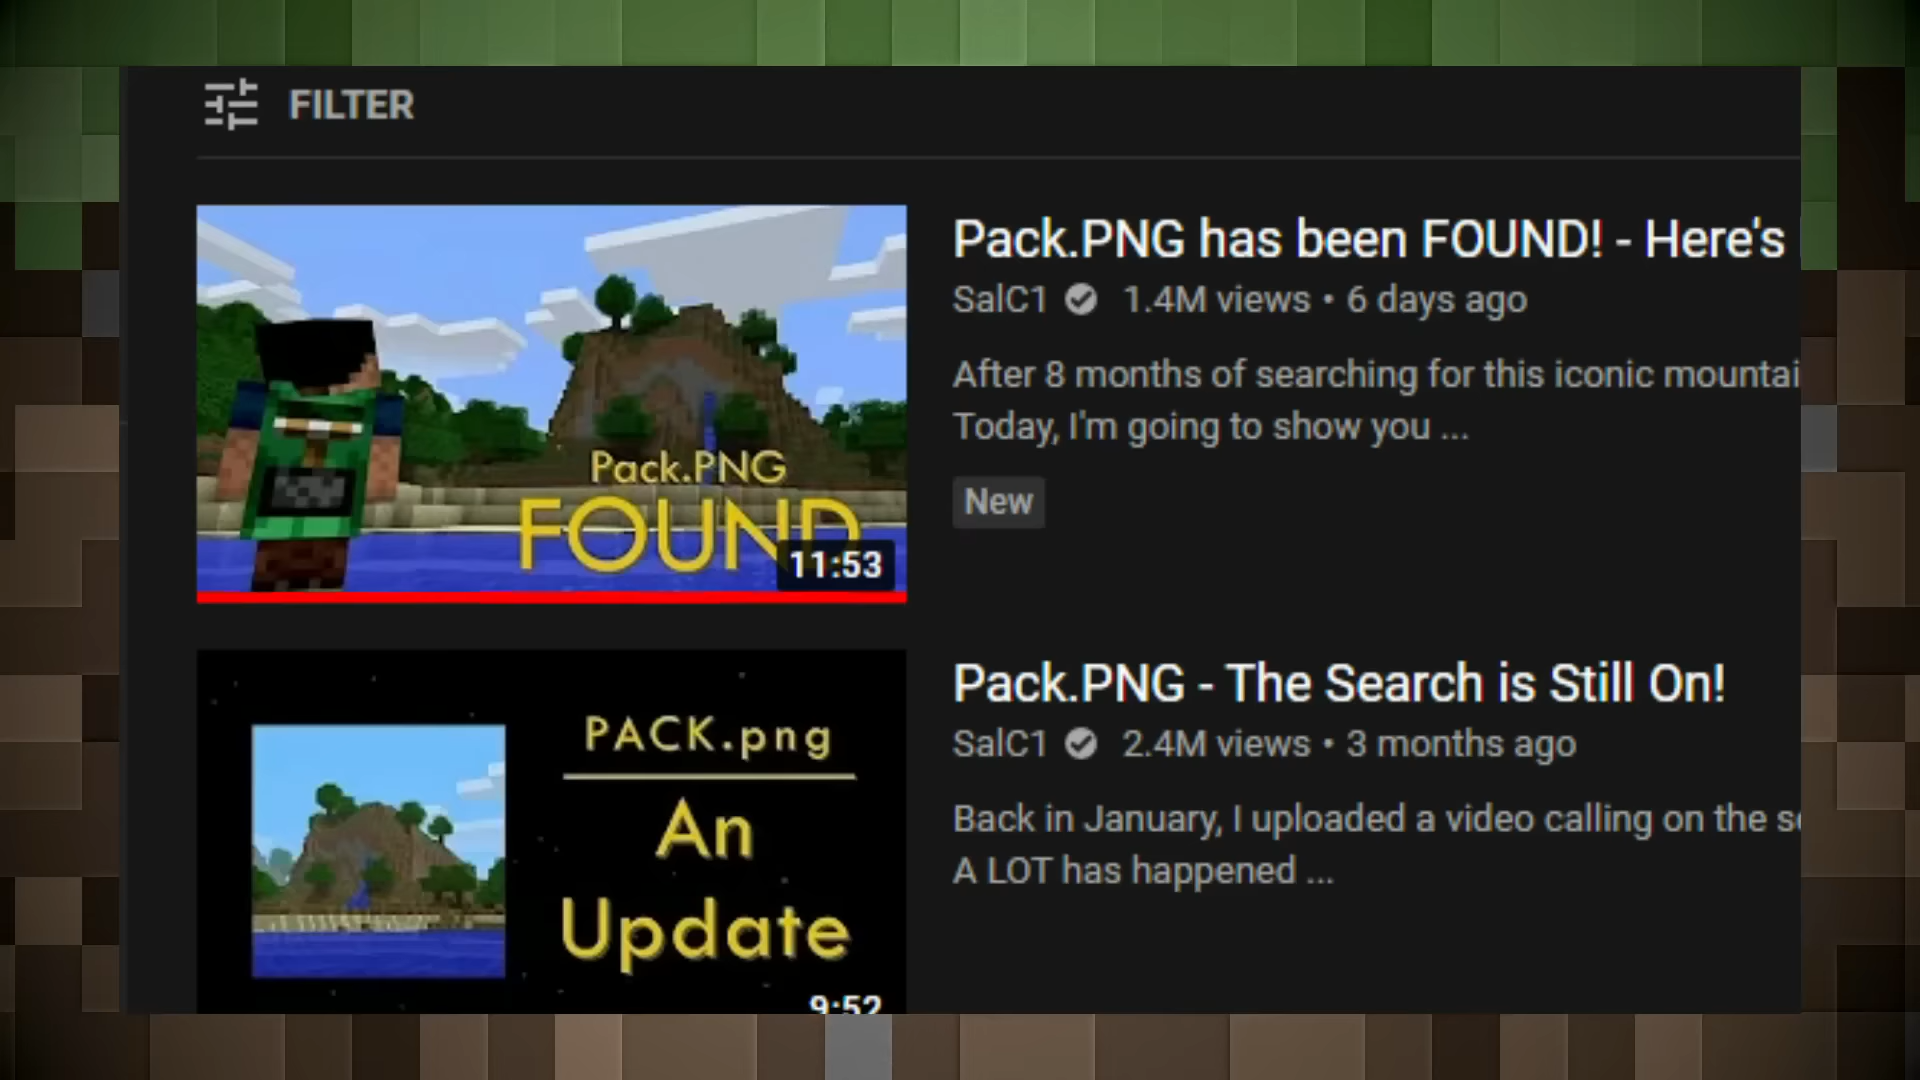 FILTER
Pack.PNG
FOUND
11:53
Pack.PNG has been FOUND! - Here's
SalC1 1.4M views • 6 days ago
After 8 months of searching for this iconic mountai
Today, I'm going to show you ...
New
PACK.png
An
Update
9:52
Pack.PNG - The Search is Still On!
SalC1 2.4M views • 3 months ago
Back in January, I uploaded a video calling on the s
A LOT has happened ...